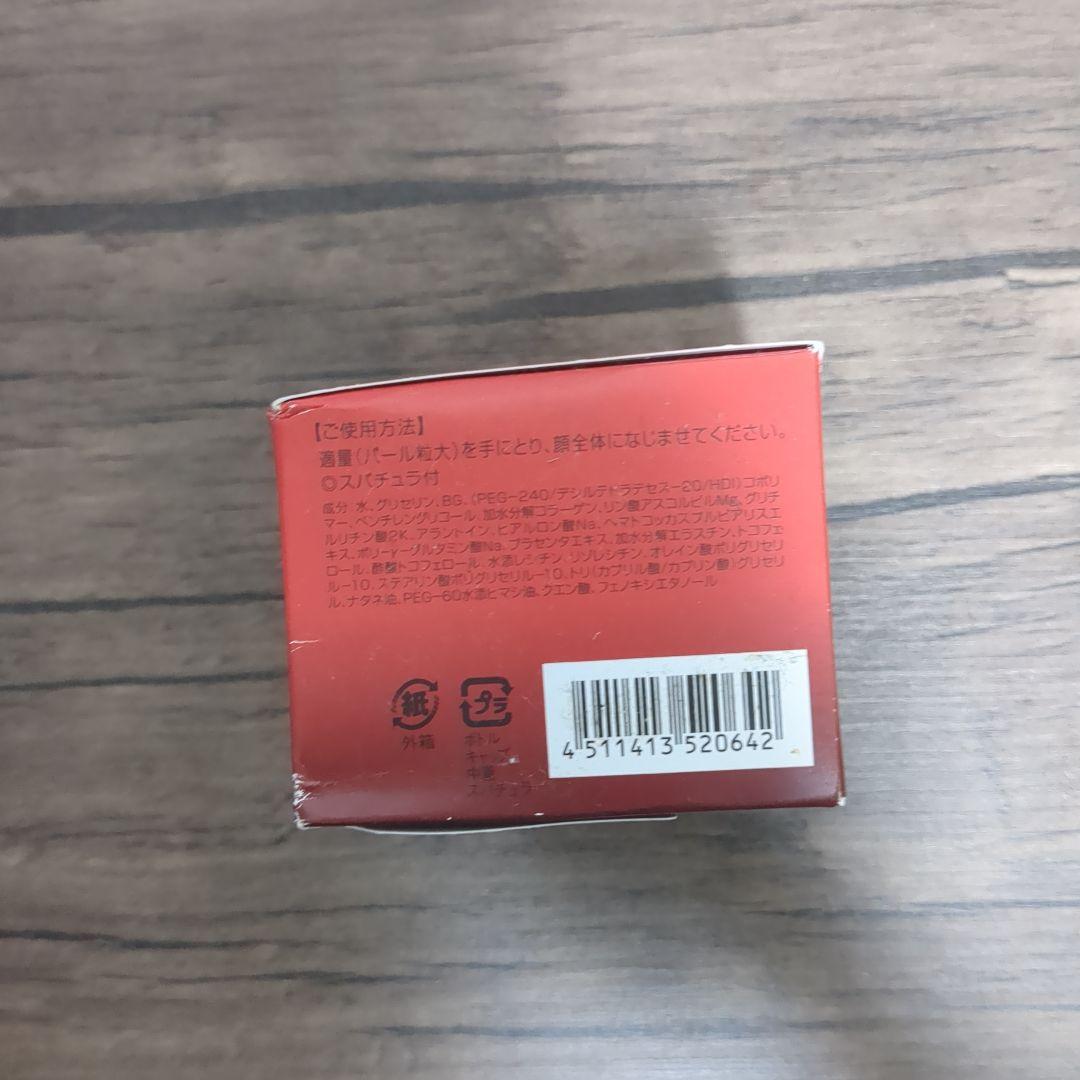 【ご使用方法】
適量(パール粒大)を手にとり、顔全体になじませてください。
◎スパチュラ付
成分:水、グリセリン、BG、(PEG-240/デシルテトラデセス-20/HDI)コポリ
マー、ペンチレングリコール、加水分解コラーゲン、リン酸アスコルビルMg、グリチ
ルリチン酸2K、アラントイン、ヒアルロン酸Na、ヘマトコッカスプルビアリスエ
キス、ポリ-γ-グルタミン酸Na、プラセンタエキス、加水分解エラスチン、トコフェ
ロール、酢酸トコフェロール、水添レシチン、リゾレシチン、オレイン酸ポリグリセリ
ル-10、ステアリン酸ポリグリセリル-10、トリ(カプリル酸/カプリン酸)グリセリ
ル、ナタネ油、PEG-60水添ヒマシ油、クエン酸、フェノキシエタノール
紙
外箱
プラ
ボトル
キャップ
中蓋
スパチュラ
4 511413 520642